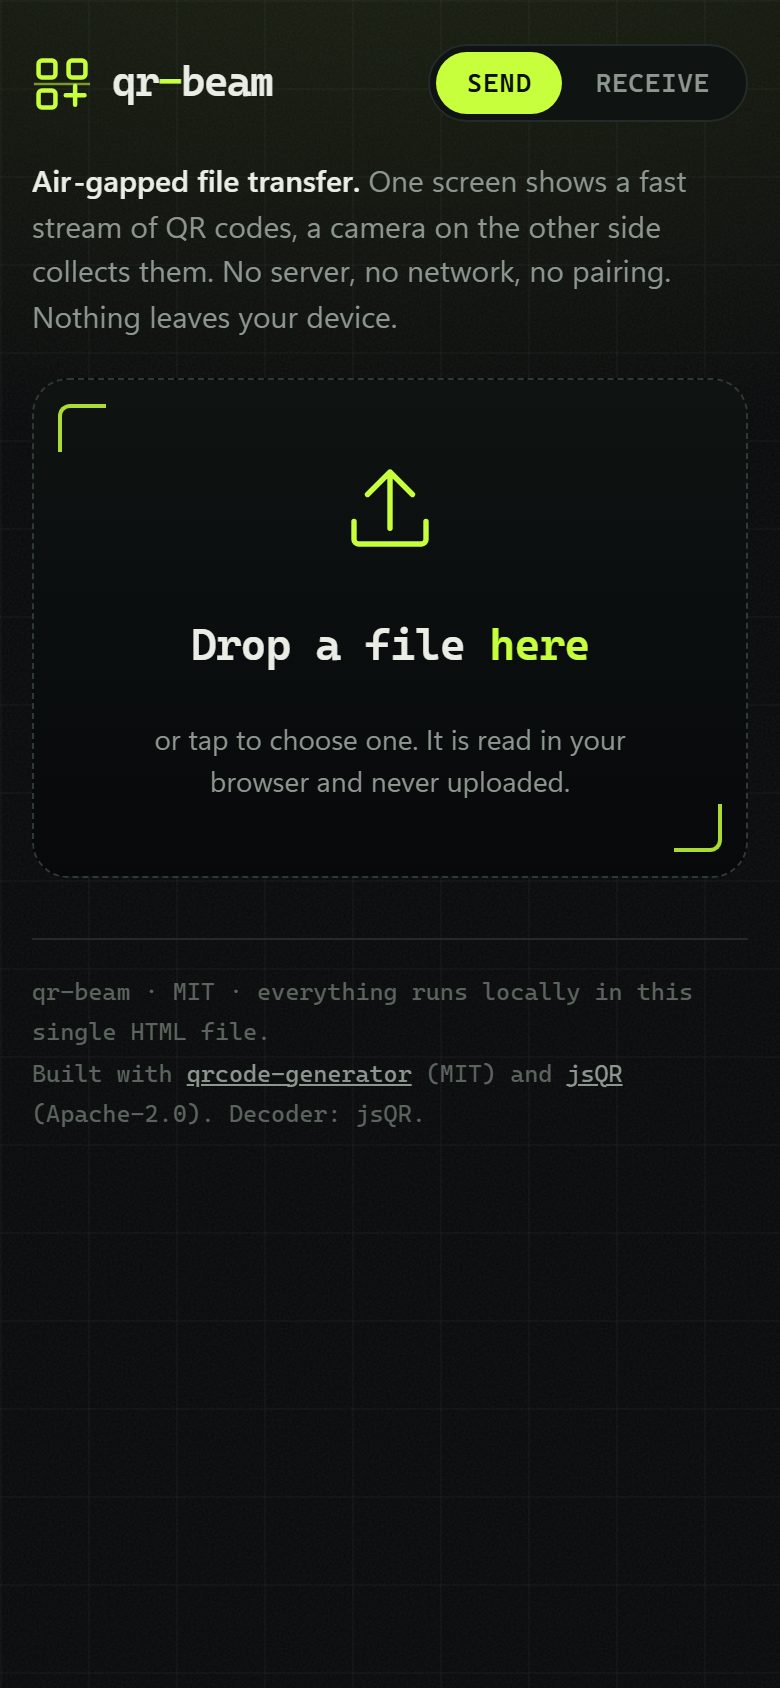 qr-beam
SEND
RECEIVE
Air-gapped file transfer. One screen shows a fast
stream of QR codes, a camera on the other side
collects them. No server, no network, no pairing.
Nothing leaves your device.
Drop a file here
or tap to choose one. It is read in your
browser and never uploaded.
qr-beam · MIT · everything runs locally in this
single HTML file.
Built with qrcode-generator (MIT) and jsQR
(Apache-2.0). Decoder: jsQR.